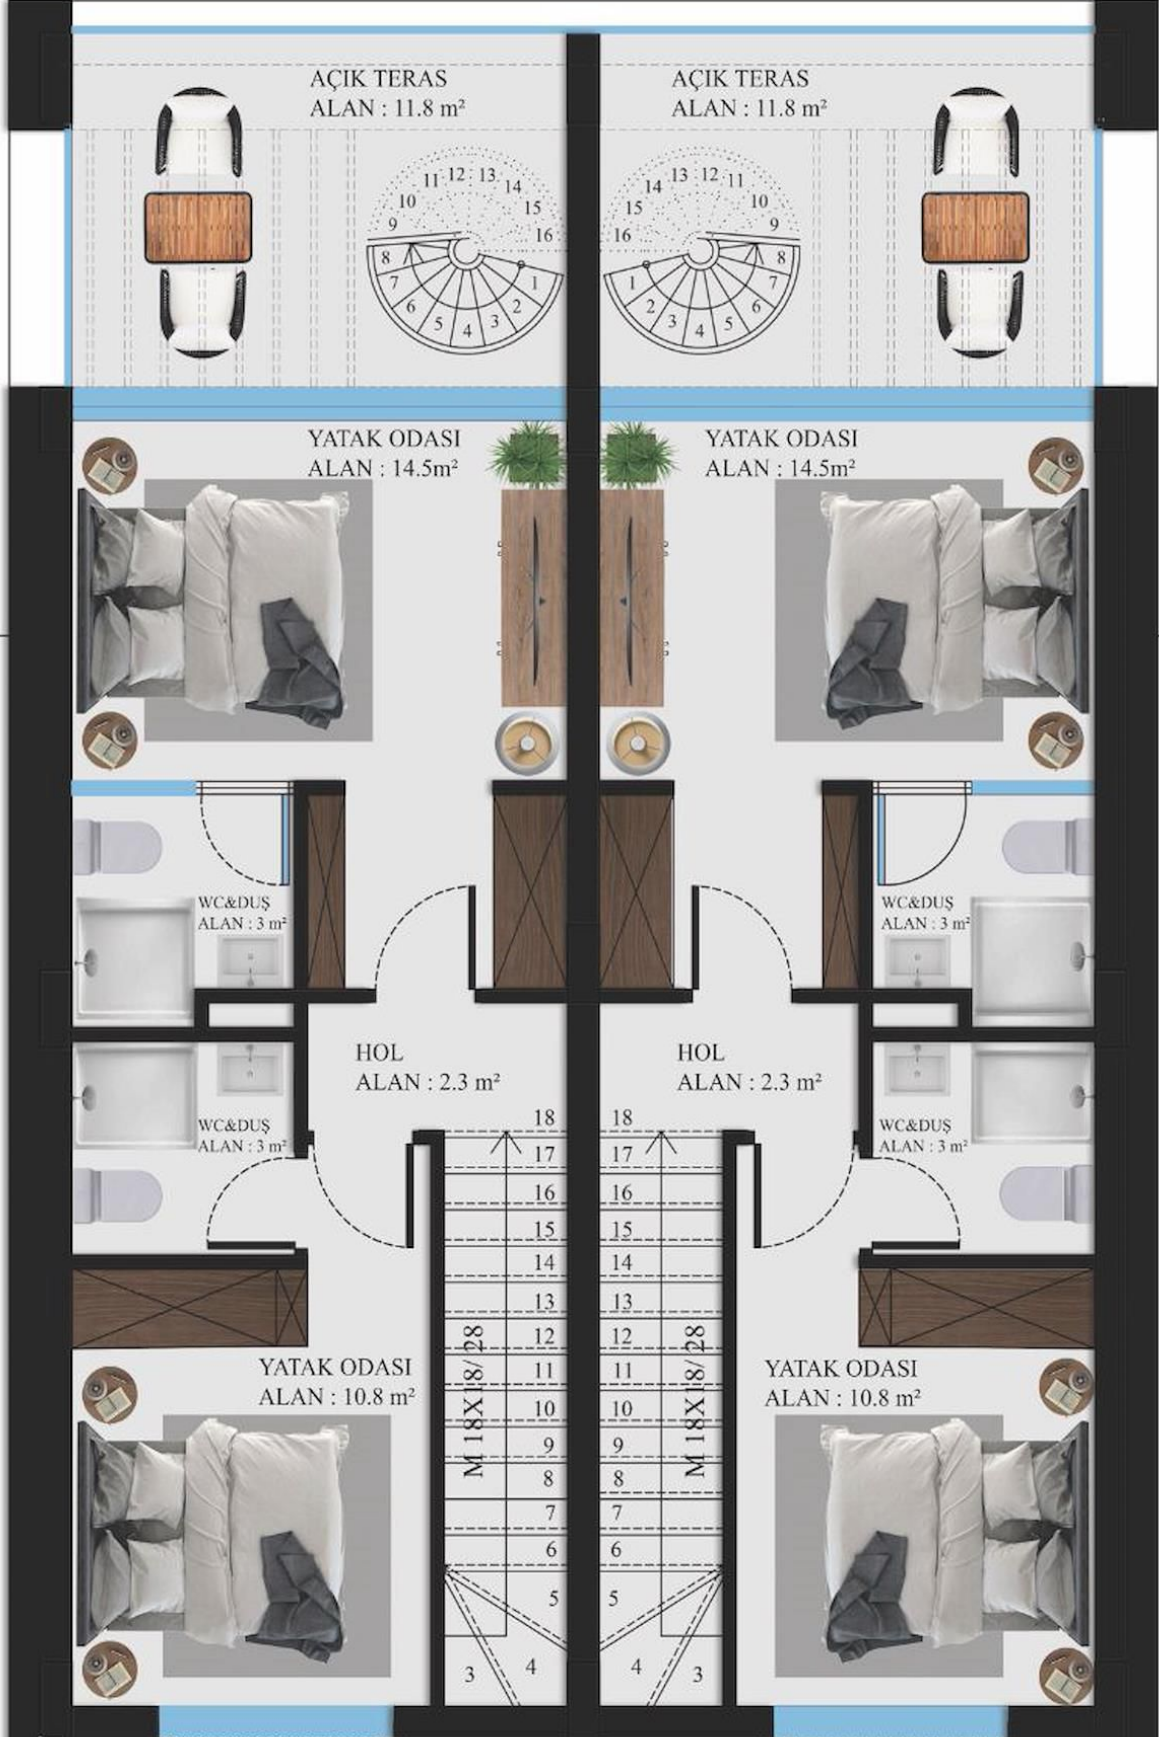 AÇIK TERAS
ALAN : 11.8 m²
AÇIK TERAS
ALAN : 11.8 m²
9 10 11 12 13 14 15 16
8 7 6 5 4 3 2 1
16 15 14 13 12 11 10 9
1 2 3 4 5 6 7 8
YATAK ODASI
ALAN : 14.5m²
YATAK ODASI
ALAN : 14.5m²
WC&DUŞ
ALAN : 3 m²
WC&DUŞ
ALAN : 3 m²
HOL
ALAN : 2.3 m²
HOL
ALAN : 2.3 m²
WC&DUŞ
ALAN : 3 m²
WC&DUŞ
ALAN : 3 m²
18 18
17 17
16 16
15 15
14 14
13 13
12 12
11 11
10 10
9 9
8 8
7 7
6 6
5 5
3 4 4 3
M 18X18/ 28
M 18X18/ 28
YATAK ODASI
ALAN : 10.8 m²
YATAK ODASI
ALAN : 10.8 m²